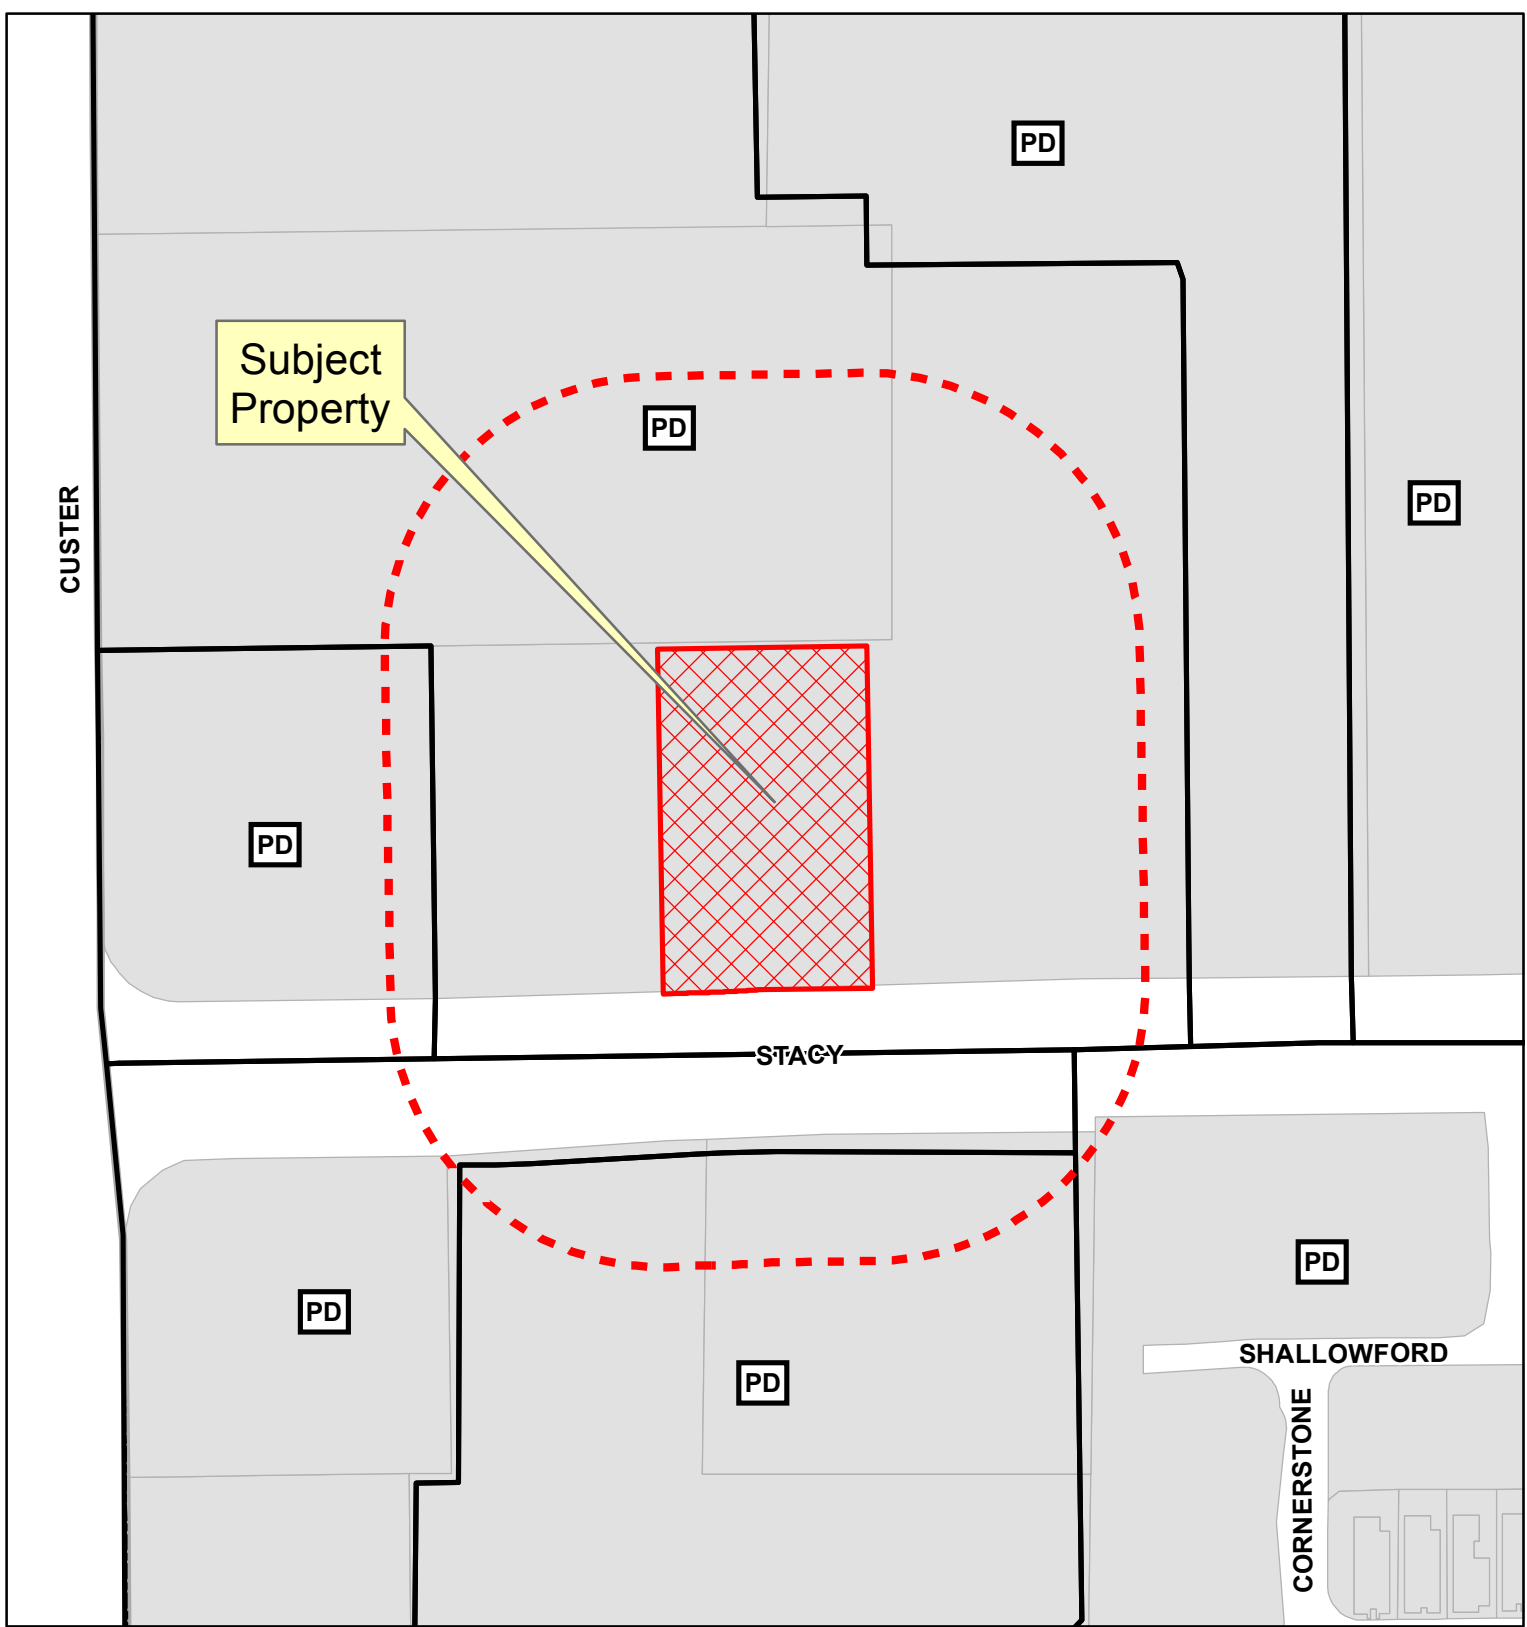 PD
Subject
Property
PD
CUSTER
PD
PD
STACY
PD
PD
SHALLOWFORD
PD
CORNERSTONE